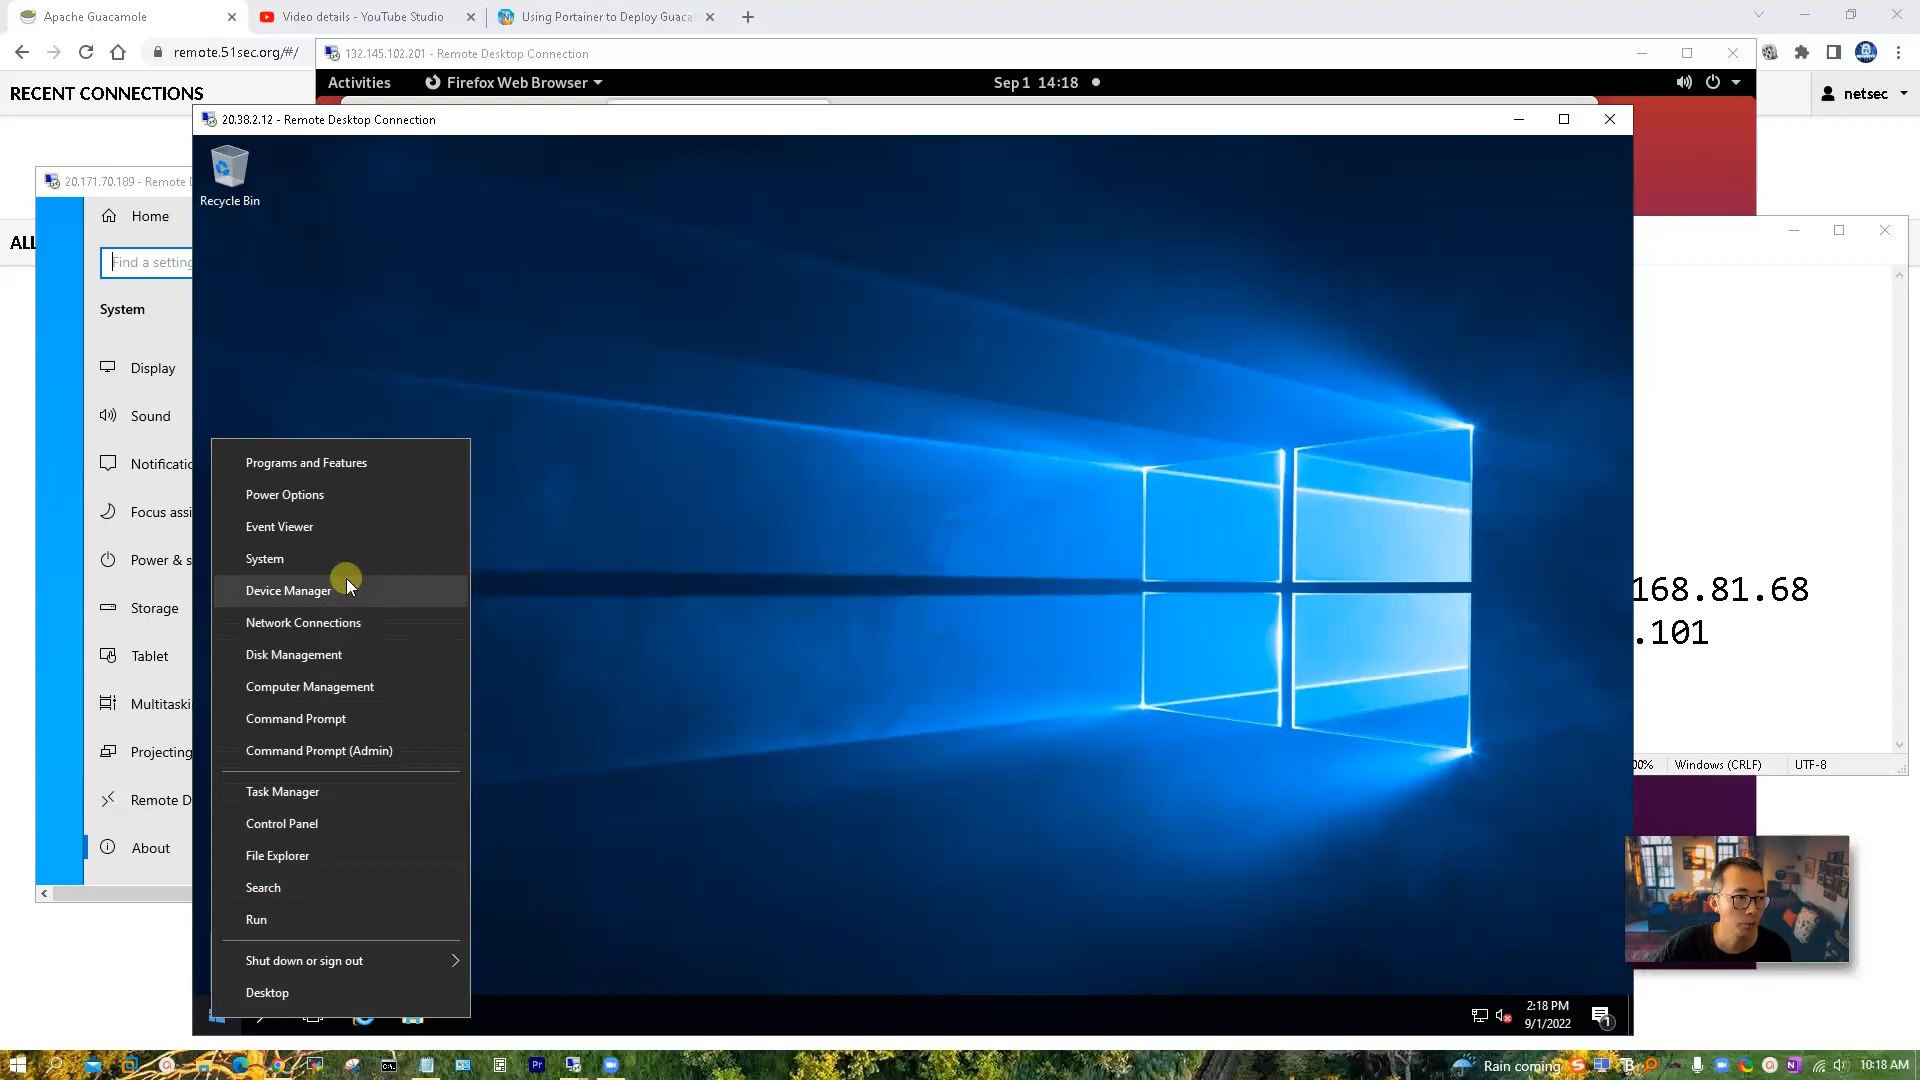 Apache Guacamole
Video details - YouTube Studio
Using Portainer to Deploy Guaca
remote.51sec.org/#/
132.145.102.201 - Remote Desktop Connection
Activities
Firefox Web Browser
Sep 1 14:18
RECENT CONNECTIONS
netsec
20.38.2.12 - Remote Desktop Connection
Recycle Bin
20.171.70.189 - Remote D
Home
ALL
Find a setting
System
Display
Sound
Notificatio
Focus assi
Power & s
Storage
Tablet
Multitaski
Projecting
Remote D
About
Programs and Features
Power Options
Event Viewer
System
Device Manager
Network Connections
Disk Management
Computer Management
Command Prompt
Command Prompt (Admin)
Task Manager
Control Panel
File Explorer
Search
Run
Shut down or sign out
Desktop
168.81.68
.101
00%
Windows (CRLF)
UTF-8
2:18 PM
9/1/2022
1
Rain coming
10:18 AM